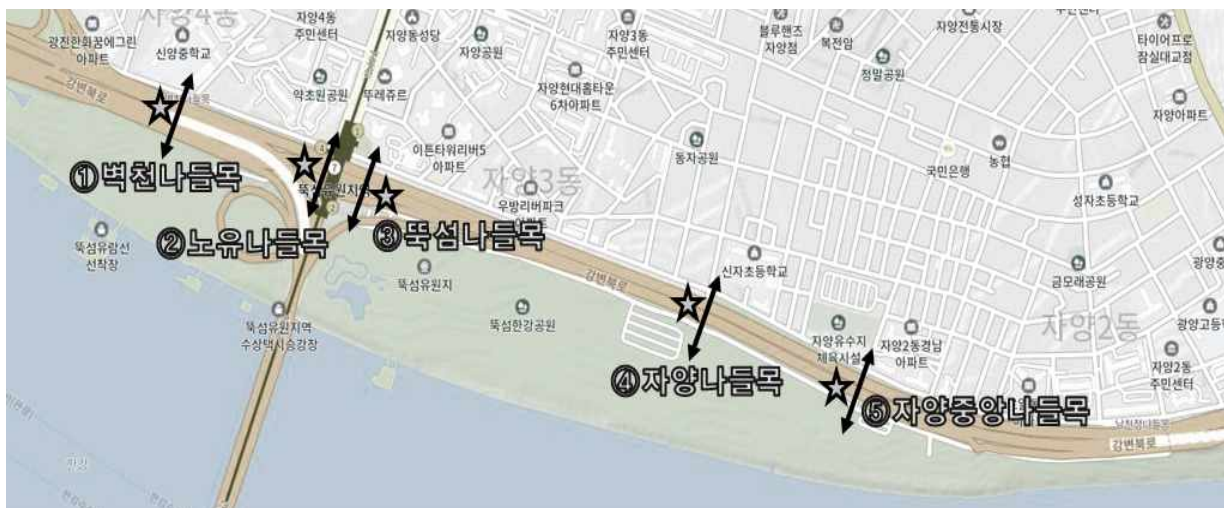 자양4동
광진한화꿈에그린
아파트
신양중학교
자양4동
주민센터
자양동성당
자양공원
자양3동
주민센터
블루핸즈
자양점
복전암
자양전통시장
정말공원
타이어프로
잠실대교점
강변북로
약초원공원
뚜레쥬르
자양현대홈타운
6차아파트
자양아파트
①벽천나들목
이튼타워리버5
아파트
동자공원
국민은행
농협
뚝섬유원지역
자양3동
우방리버파크
아파트
성자초등학교
②노유나들목
③뚝섬나들목
뚝섬유람선
선착장
뚝섬유원지
강변북로
신자초등학교
금모래공원
광양중
뚝섬유원지역
수상택시승강장
뚝섬한강공원
자양유수지
체육시설
자양2동경남
아파트
자양2동
광양고등
자양2동
주민센터
④자양나들목
⑤자양중앙나들목
강변북로
한강